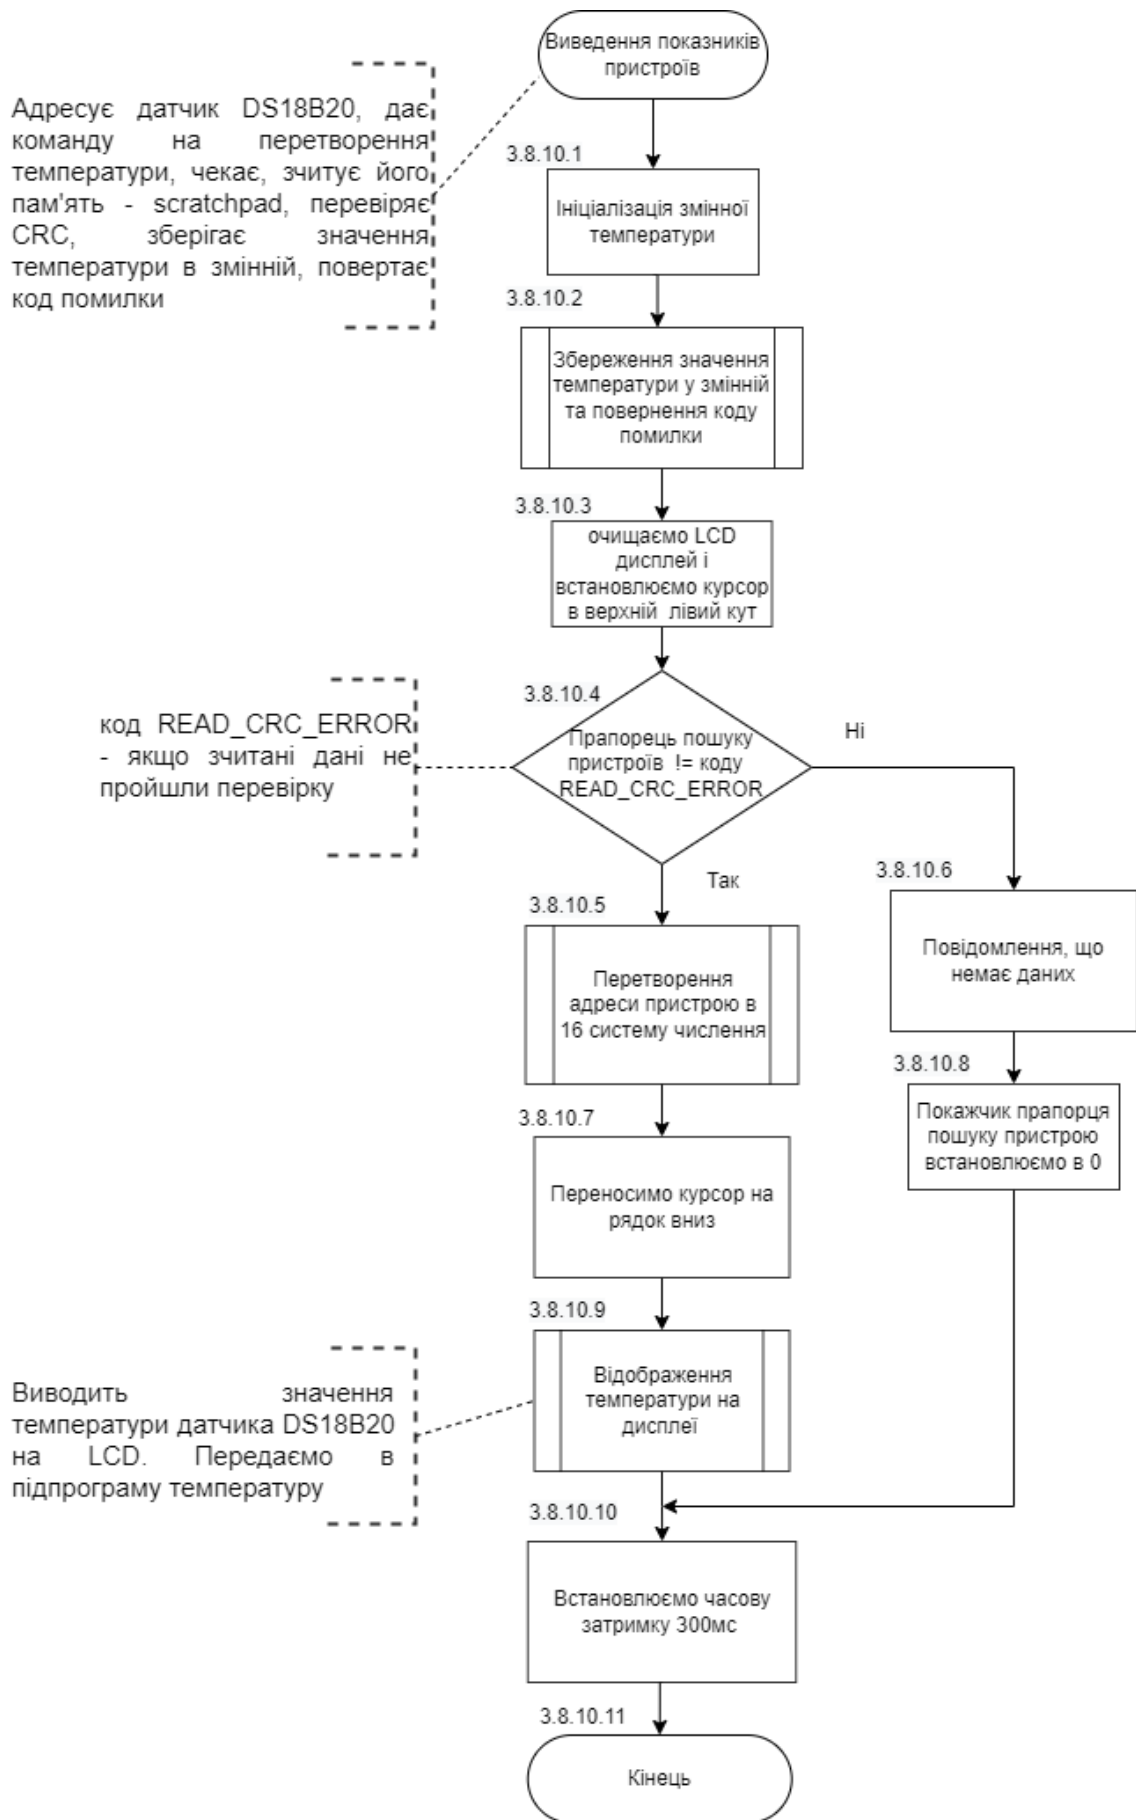 Виведення показників
пристроїв
Адресує датчик DS18B20, дає
команду на перетворення
температури, чекає, зчитує його
пам'ять - scratchpad, перевіряє
CRC, зберігає значення
температури в змінній, повертає
код помилки
3.8.10.1
Ініціалізація змінної
температури
3.8.10.2
Збереження значення
температури у змінній
та повернення коду
помилки
3.8.10.3
очищаємо LCD
дисплей і
встановлюємо курсор
в верхній лівий кут
3.8.10.4
Прапорець пошуку
пристроїв != коду
READ_CRC_ERROR
код READ_CRC_ERROR
- якщо зчитані дані не
пройшли перевірку
Ні
Так
3.8.10.5
Перетворення
адреси пристрою в
16 систему числення
3.8.10.6
Повідомлення, що
немає даних
3.8.10.8
Покажчик прапорця
пошуку пристрою
встановлюємо в 0
3.8.10.7
Переносимо курсор на
рядок вниз
3.8.10.9
Відображення
температури на
дисплеї
Виводить значення
температури датчика DS18B20
на LCD. Передаємо в
підпрограму температуру
3.8.10.10
Встановлюємо часову
затримку 300мс
3.8.10.11
Кінець